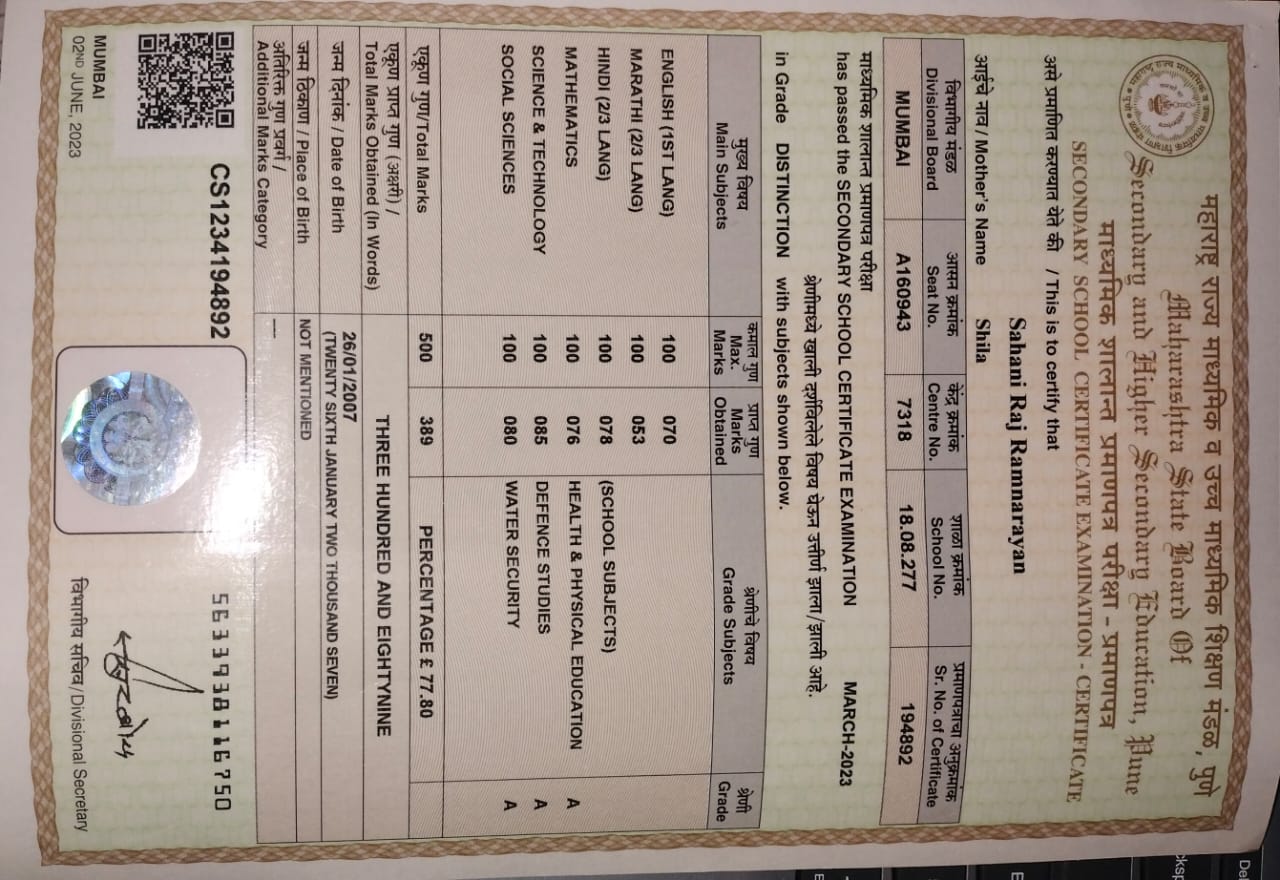 महाराष्ट्र राज्य माध्यमिक व उच्च माध्यमिक शिक्षण मंडळ, पुणे
Maharashtra State Board Of
Secondary and Higher Secondary Education, Pune
माध्यमिक शालान्त प्रमाणपत्र परीक्षा - प्रमाणपत्र
SECONDARY SCHOOL CERTIFICATE EXAMINATION - CERTIFICATE
असे प्रमाणित करण्यात येते की / This is to certify that
Sahani Raj Ramnarayan
आईचे नाव / Mother's Name Shila
विभागीय मंडळ आसन क्रमांक केंद्र क्रमांक शाळा क्रमांक प्रमाणपत्राचा अनुक्रमांक
Divisional Board Seat No. Centre No. School No. Sr. No. of Certificate
MUMBAI A160943 7318 18.08.277 194892
माध्यमिक शालान्त प्रमाणपत्र परीक्षा
has passed the SECONDARY SCHOOL CERTIFICATE EXAMINATION MARCH-2023
श्रेणीमध्ये खाली दर्शविलेले विषय घेऊन उत्तीर्ण झाला/झाली आहे.
in Grade DISTINCTION with subjects shown below.
मुख्य विषय कमाल गुण प्राप्त गुण श्रेणीचे विषय श्रेणी
Main Subjects Max. Marks Marks Obtained Grade Subjects Grade
ENGLISH (1ST LANG) 100 070
MARATHI (2/3 LANG) 100 053
HINDI (2/3 LANG) 100 078 (SCHOOL SUBJECTS)
MATHEMATICS 100 076 HEALTH & PHYSICAL EDUCATION A
SCIENCE & TECHNOLOGY 100 085 DEFENCE STUDIES A
SOCIAL SCIENCES 100 080 WATER SECURITY A
एकूण गुण/Total Marks 500 389 PERCENTAGE £ 77.80
एकूण प्राप्त गुण (अक्षरी) /
Total Marks Obtained (In Words) THREE HUNDRED AND EIGHTYNINE
जन्म दिनांक / Date of Birth 26/01/2007
(TWENTY SIXTH JANUARY TWO THOUSAND SEVEN)
जन्म ठिकाण / Place of Birth NOT MENTIONED
अतिरिक्त गुण प्रवर्ग /
Additional Marks Category ----
CS1234194892 5633938116750
MUMBAI
02ND JUNE, 2023
विभागीय सचिव/Divisional Secretary